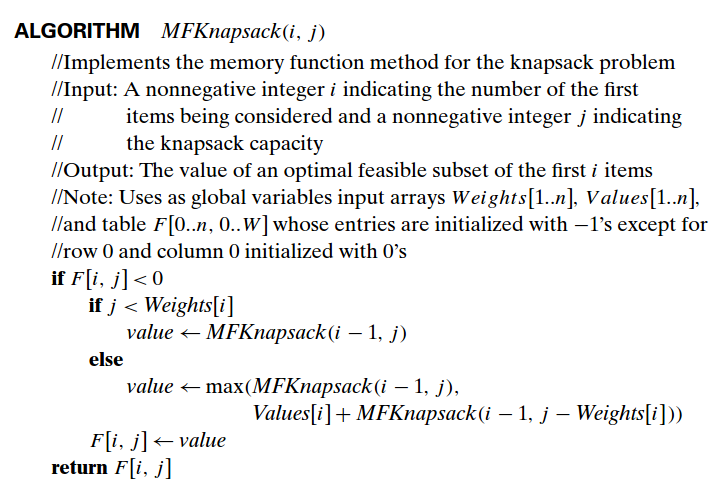 ALGORITHM MFKnapsack(i, j)
//Implements the memory function method for the knapsack problem
//Input: A nonnegative integer i indicating the number of the first
// items being considered and a nonnegative integer j indicating
// the knapsack capacity
//Output: The value of an optimal feasible subset of the first i items
//Note: Uses as global variables input arrays Weights[1..n], Values[1..n],
//and table F[0..n, 0..W] whose entries are initialized with −1’s except for
//row 0 and column 0 initialized with 0’s
if F[i, j] < 0
if j < Weights[i]
value ← MFKnapsack(i − 1, j)
else
value ← max(MFKnapsack(i − 1, j),
Values[i] + MFKnapsack(i − 1, j − Weights[i]))
F[i, j] ← value
return F[i, j]